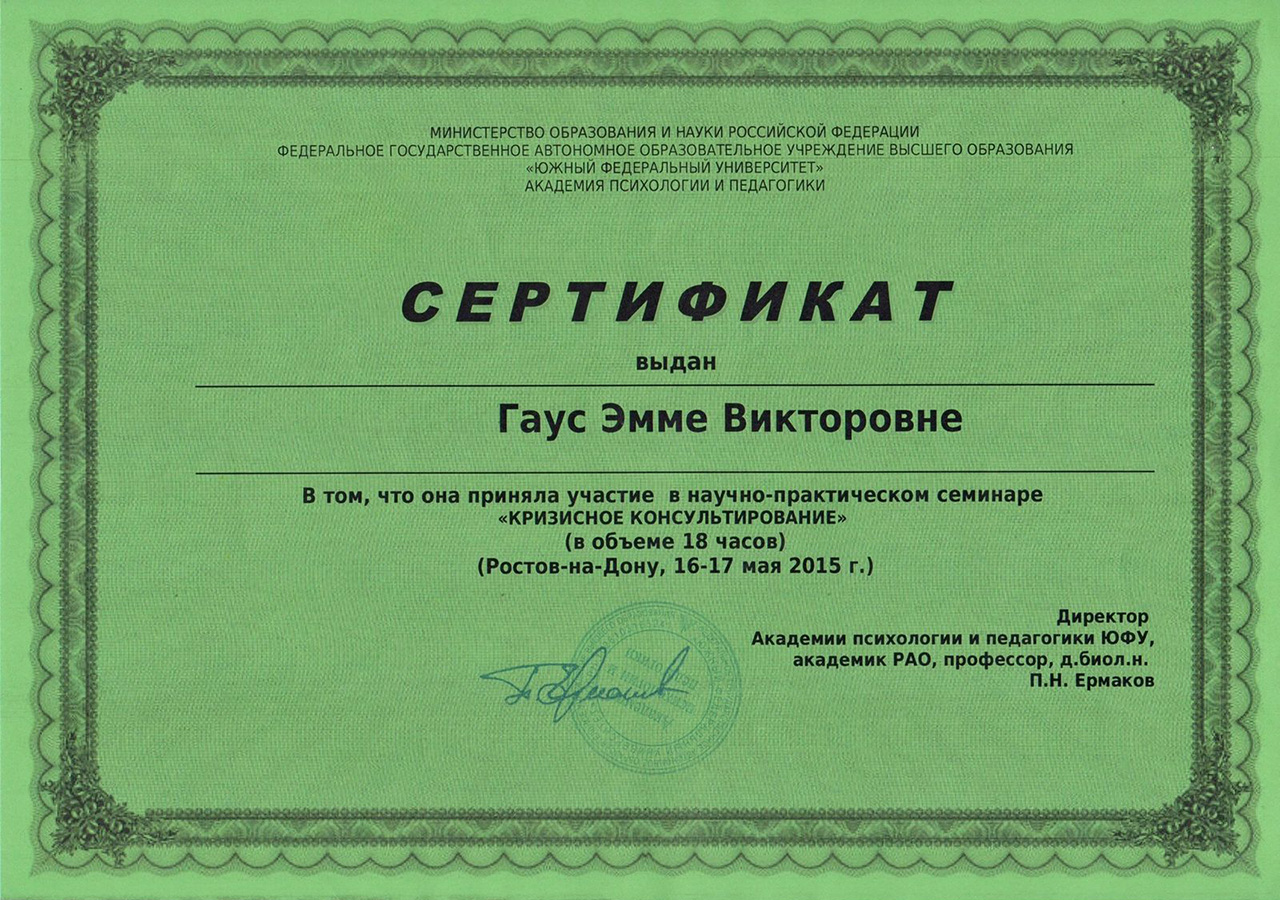 МИНИСТЕРСТВО ОБРАЗОВАНИЯ И НАУКИ РОССИЙСКОЙ ФЕДЕРАЦИИ
ФЕДЕРАЛЬНОЕ ГОСУДАРСТВЕННОЕ АВТОНОМНОЕ ОБРАЗОВАТЕЛЬНОЕ УЧРЕЖДЕНИЕ ВЫСШЕГО ОБРАЗОВАНИЯ
«ЮЖНЫЙ ФЕДЕРАЛЬНЫЙ УНИВЕРСИТЕТ»
АКАДЕМИЯ ПСИХОЛОГИИ И ПЕДАГОГИКИ
СЕРТИФИКАТ
выдан
Гаус Эмме Викторовне
В том, что она приняла участие в научно-практическом семинаре
«КРИЗИСНОЕ КОНСУЛЬТИРОВАНИЕ»
(в объеме 18 часов)
(Ростов-на-Дону, 16-17 мая 2015 г.)
Директор
Академии психологии и педагогики ЮФУ,
академик РАО, профессор, д.биол.н.
П.Н. Ермаков